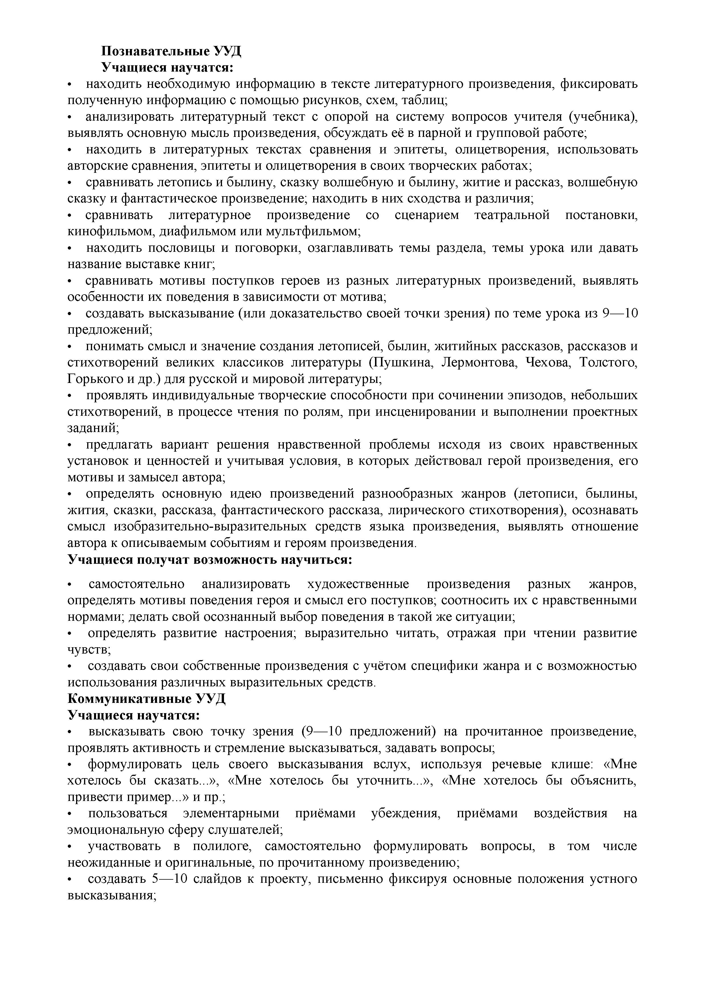 Познавательные УУД
Учащиеся научатся:
• находить необходимую информацию в тексте литературного произведения, фиксировать
полученную информацию с помощью рисунков, схем, таблиц;
• анализировать литературный текст с опорой на систему вопросов учителя (учебника),
выявлять основную мысль произведения, обсуждать её в парной и групповой работе;
• находить в литературных текстах сравнения и эпитеты, олицетворения, использовать
авторские сравнения, эпитеты и олицетворения в своих творческих работах;
• сравнивать летопись и былину, сказку волшебную и былину, житие и рассказ, волшебную
сказку и фантастическое произведение; находить в них сходства и различия;
• сравнивать литературное произведение со сценарием театральной постановки,
кинофильмом, диафильмом или мультфильмом;
• находить пословицы и поговорки, озаглавливать темы раздела, темы урока или давать
название выставке книг;
• сравнивать мотивы поступков героев из разных литературных произведений, выявлять
особенности их поведения в зависимости от мотива;
• создавать высказывание (или доказательство своей точки зрения) по теме урока из 9—10
предложений;
• понимать смысл и значение создания летописей, былин, житийных рассказов, рассказов и
стихотворений великих классиков литературы (Пушкина, Лермонтова, Чехова, Толстого,
Горького и др.) для русской и мировой литературы;
• проявлять индивидуальные творческие способности при сочинении эпизодов, небольших
стихотворений, в процессе чтения по ролям, при инсценировании и выполнении проектных
заданий;
• предлагать вариант решения нравственной проблемы исходя из своих нравственных
установок и ценностей и учитывая условия, в которых действовал герой произведения, его
мотивы и замысел автора;
• определять основную идею произведений разнообразных жанров (летописи, былины,
жития, сказки, рассказа, фантастического рассказа, лирического стихотворения), осознавать
смысл изобразительно-выразительных средств языка произведения, выявлять отношение
автора к описываемым событиям и героям произведения.
Учащиеся получат возможность научиться:
• самостоятельно анализировать художественные произведения разных жанров,
определять мотивы поведения героя и смысл его поступков; соотносить их с нравственными
нормами; делать свой осознанный выбор поведения в такой же ситуации;
• определять развитие настроения; выразительно читать, отражая при чтении развитие
чувств;
• создавать свои собственные произведения с учётом специфики жанра и с возможностью
использования различных выразительных средств.
Коммуникативные УУД
Учащиеся научатся:
• высказывать свою точку зрения (9—10 предложений) на прочитанное произведение,
проявлять активность и стремление высказываться, задавать вопросы;
• формулировать цель своего высказывания вслух, используя речевые клише: «Мне
хотелось бы сказать...», «Мне хотелось бы уточнить...», «Мне хотелось бы объяснить,
привести пример...» и пр.;
• пользоваться элементарными приёмами убеждения, приёмами воздействия на
эмоциональную сферу слушателей;
• участвовать в полилоге, самостоятельно формулировать вопросы, в том числе
неожиданные и оригинальные, по прочитанному произведению;
• создавать 5—10 слайдов к проекту, письменно фиксируя основные положения устного
высказывания;